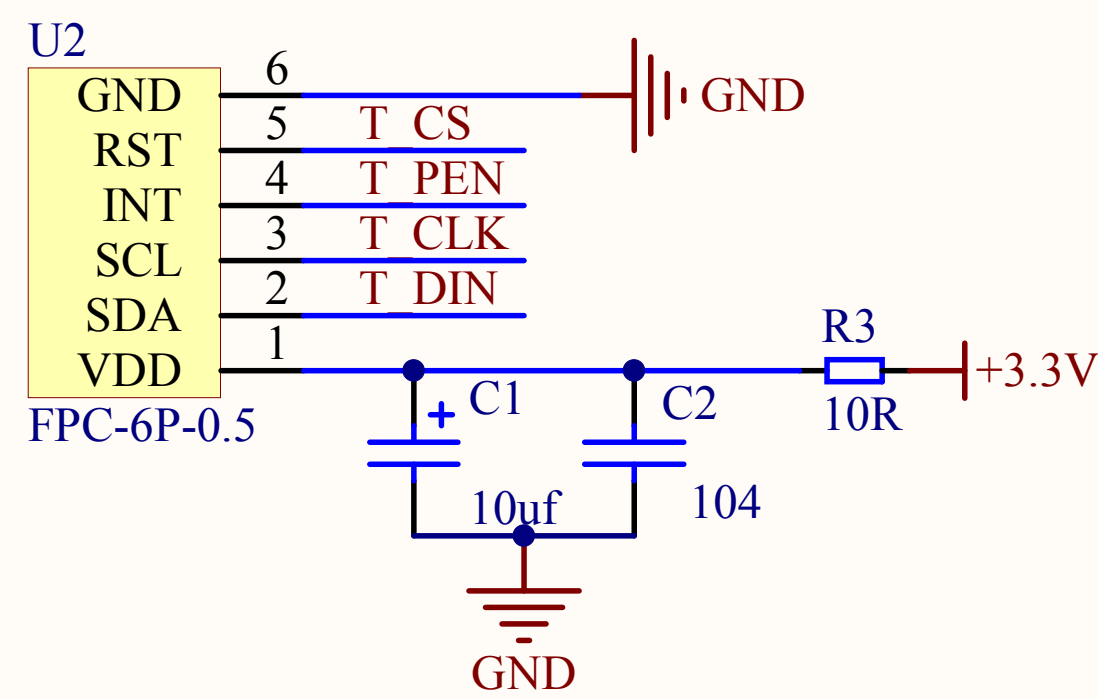 U2
GND 6 GND
RST 5 T_CS
INT 4 T_PEN
SCL 3 T_CLK
SDA 2 T_DIN
VDD 1
R3
+3.3V
10R
FPC-6P-0.5
+ C1
C2
10uf
104
GND